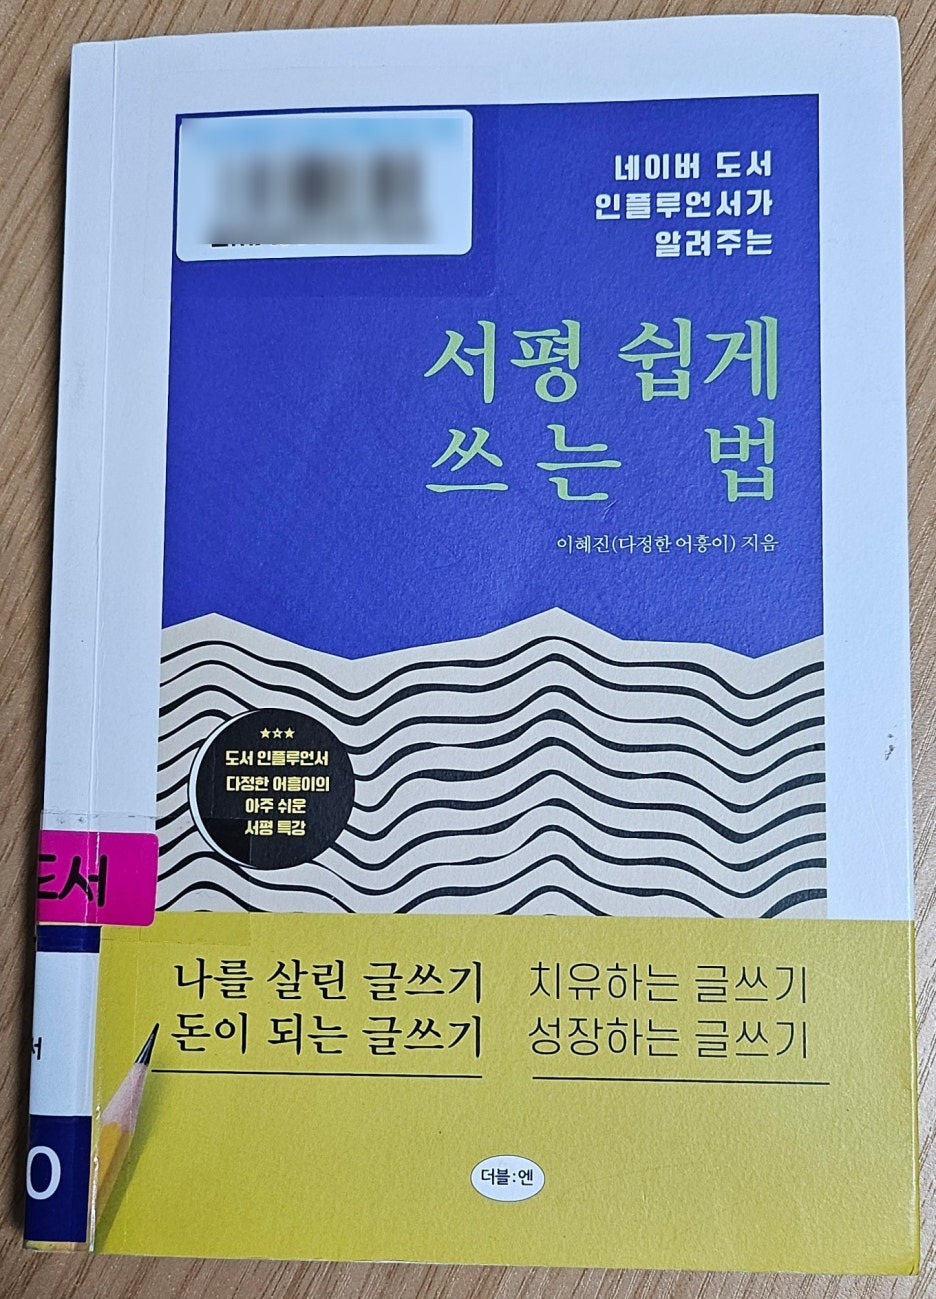 네이버 도서
인플루언서가
알려주는
서평 쉽게
쓰는 법
이혜진(다정한 어흥이) 지음
★☆★
도서 인플루언서
다정한 어흥이의
아주 쉬운
서평 특강
도서
서
나를 살린 글쓰기 치유하는 글쓰기
돈이 되는 글쓰기 성장하는 글쓰기
0
더블:엔